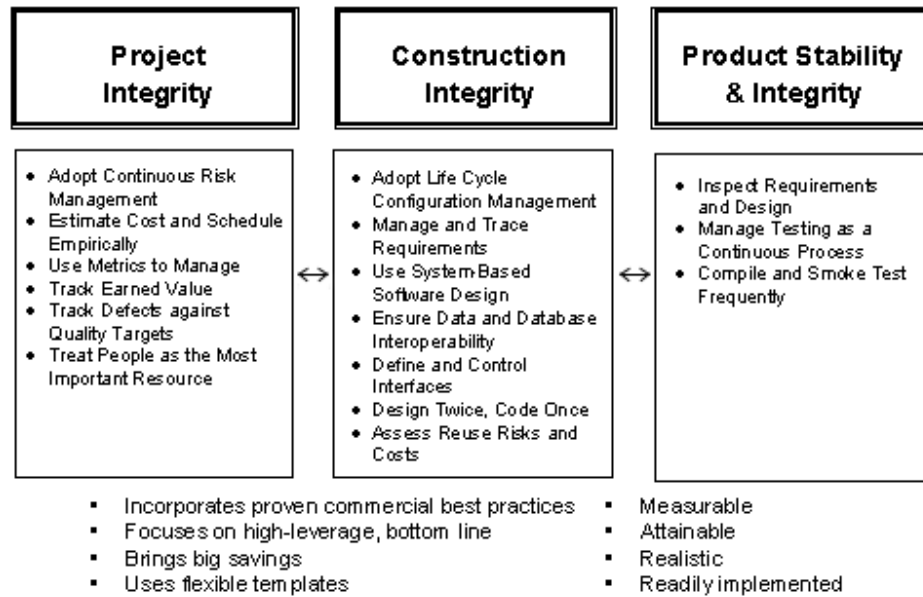 Project
Integrity
Construction
Integrity
Product Stability
& Integrity
• Adopt Continuous Risk
Management
• Estimate Cost and Schedule
Empirically
• Use Metrics to Manage
• Track Earned Value
• Track Defects against
Quality Targets
• Treat People as the Most
Important Resource
• Adopt Life Cycle
Configuration Management
• Manage and Trace
Requirements
• Use System-Based
Software Design
• Ensure Data and Database
Interoperability
• Define and Control
Interfaces
• Design Twice, Code Once
• Assess Reuse Risks and
Costs
• Inspect Requirements
and Design
• Manage Testing as a
Continuous Process
• Compile and Smoke Test
Frequently
▪ Incorporates proven commercial best practices
▪ Focuses on high-leverage, bottom line
▪ Brings big savings
▪ Uses flexible templates
▪ Measurable
▪ Attainable
▪ Realistic
▪ Readily implemented